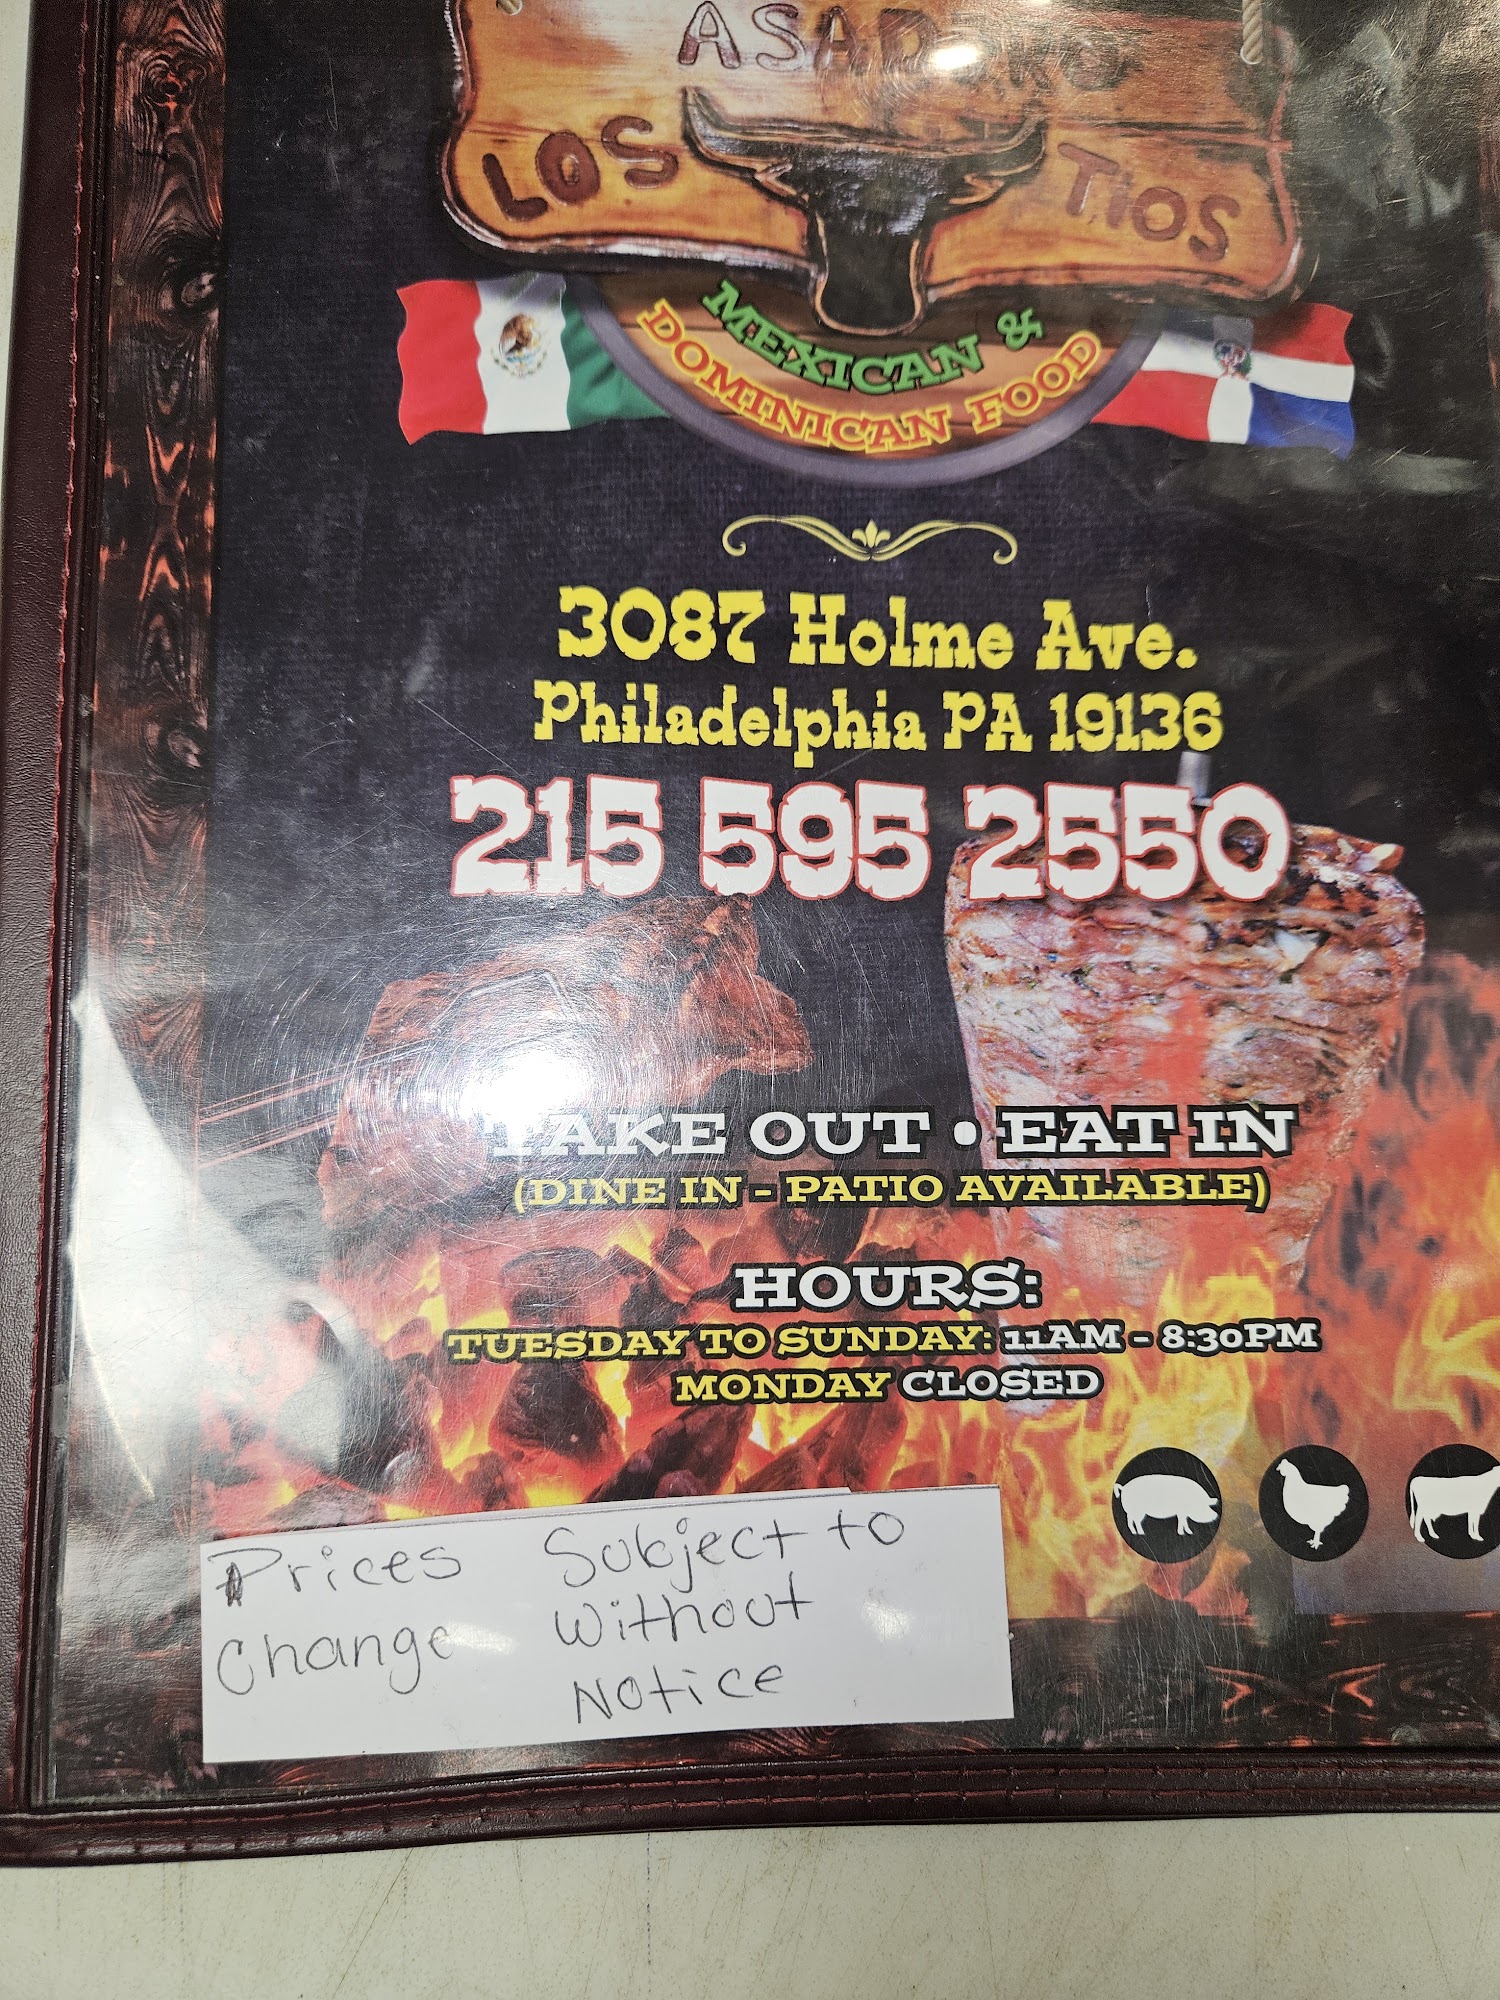 ASADERO
LOS TIOS
MEXICAN &
DOMINICAN FOOD
3087 Holme Ave.
Philadelphia PA 19136
215 595 2550
TAKE OUT • EAT IN
(DINE IN - PATIO AVAILABLE)
HOURS:
TUESDAY TO SUNDAY: 11AM - 8:30PM
MONDAY CLOSED
Prices Subject to
Change Without
Notice